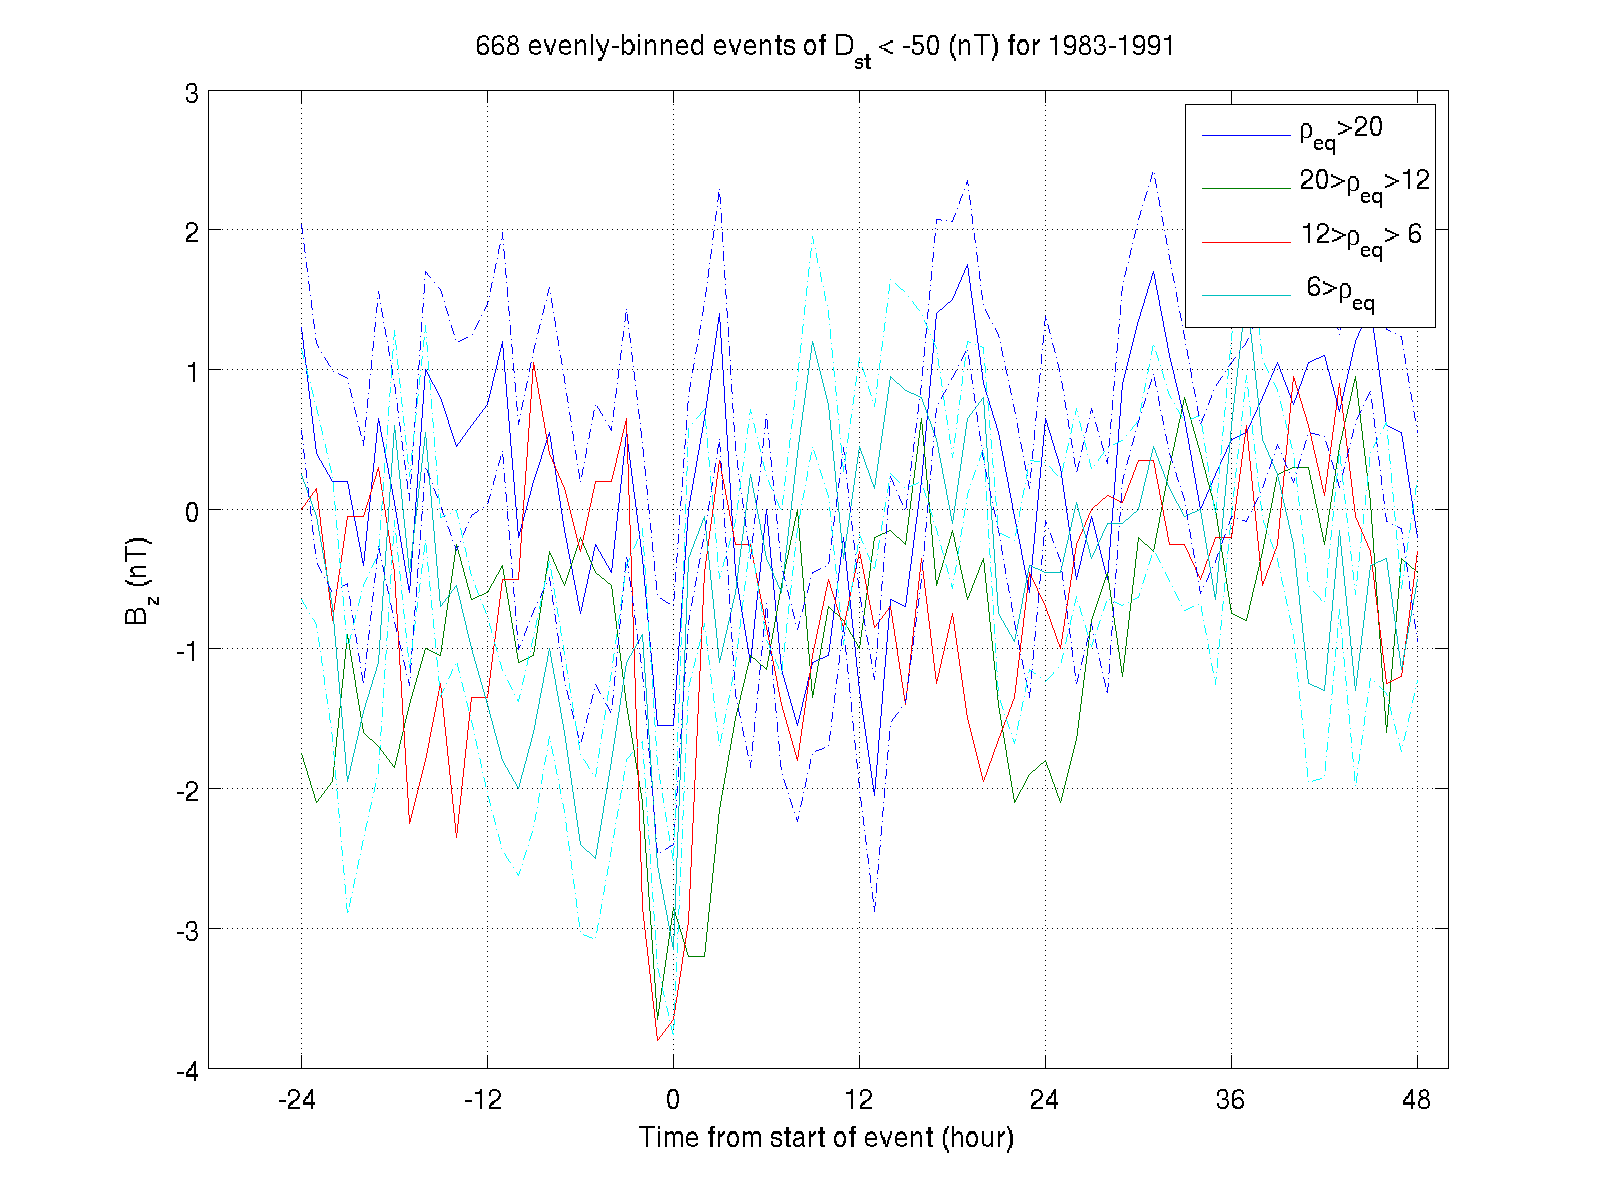 668 evenly-binned events of D_st < -50 (nT) for 1983-1991
3
2
1
0
-1
-2
-3
-4
B_z (nT)
ρ_eq>20
20>ρ_eq>12
12>ρ_eq> 6
6>ρ_eq
-24 -12 0 12 24 36 48
Time from start of event (hour)